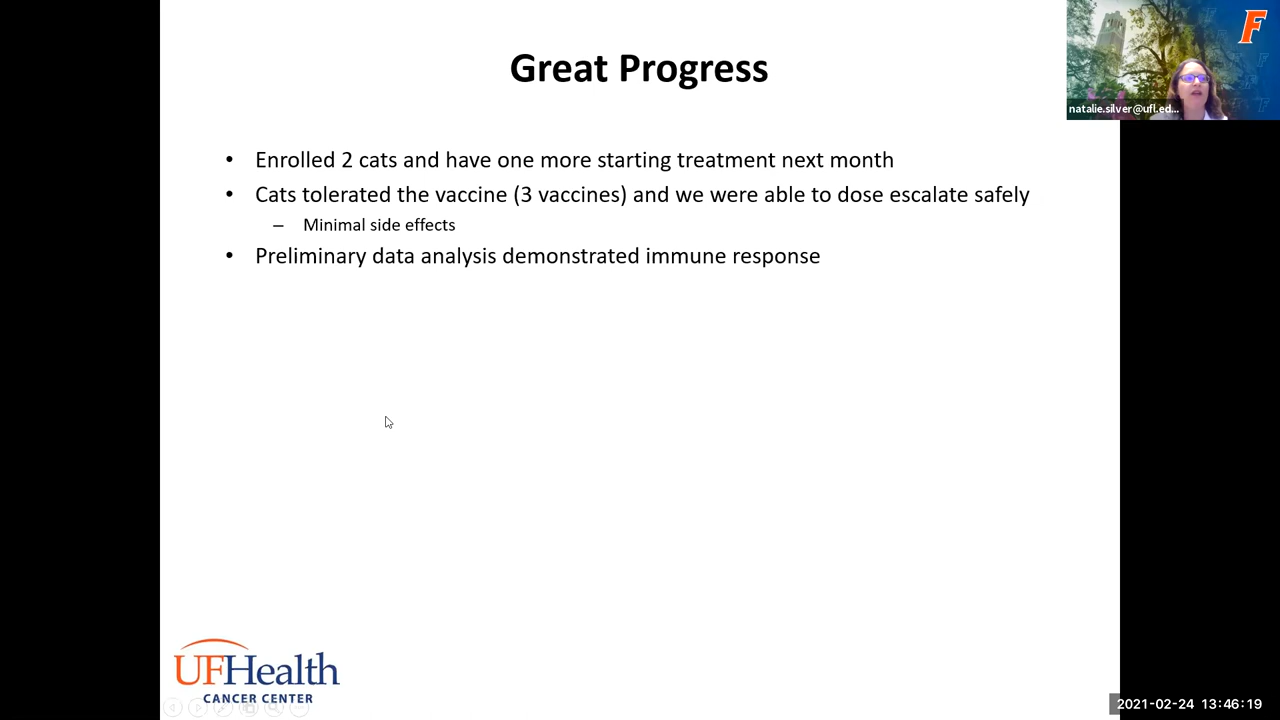 Great Progress
F
natalie.silver@ufl.ed...
• Enrolled 2 cats and have one more starting treatment next month
• Cats tolerated the vaccine (3 vaccines) and we were able to dose escalate safely
– Minimal side effects
• Preliminary data analysis demonstrated immune response
UFHealth
CANCER CENTER
2021-02-24 13:46:19